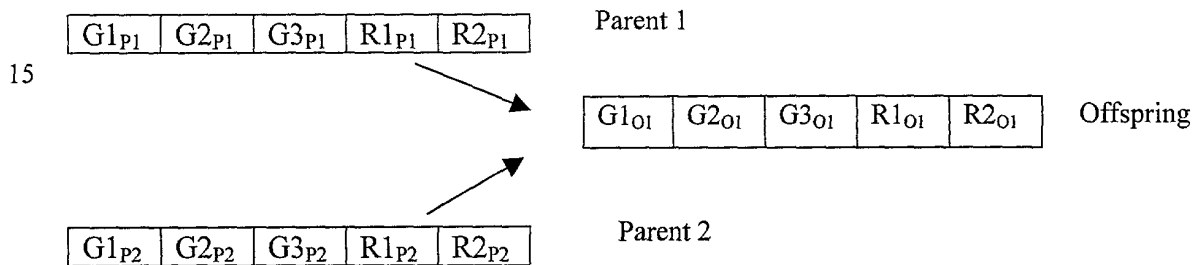 G1P1 G2P1 G3P1 R1P1 R2P1 Parent 1
15
G1O1 G2O1 G3O1 R1O1 R2O1 Offspring
G1P2 G2P2 G3P2 R1P2 R2P2 Parent 2